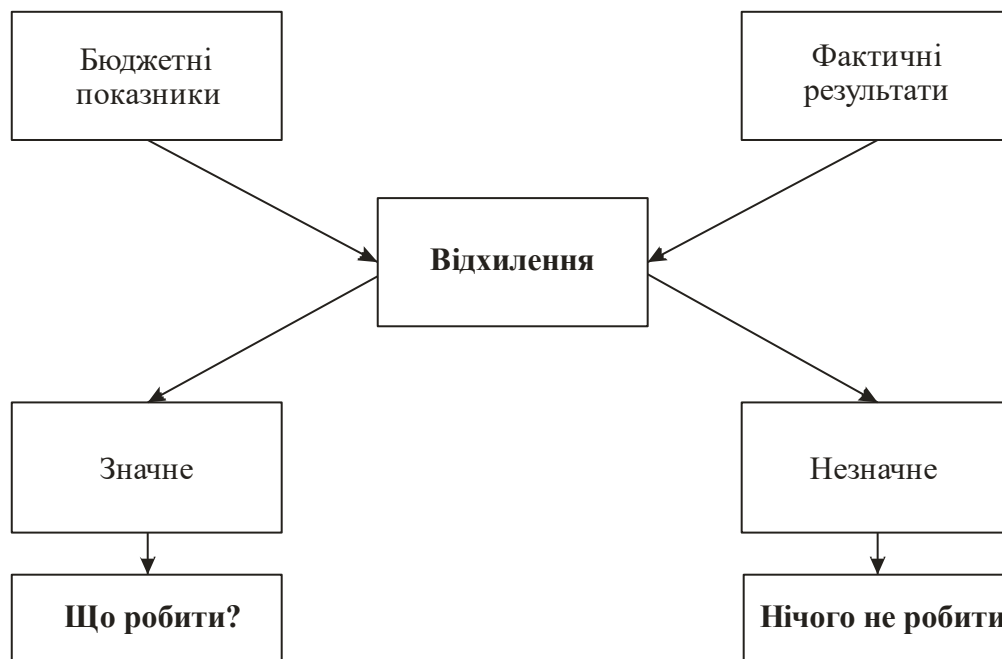 Бюджетні
показники
Фактичні
результати
Відхилення
Значне
Незначне
Що робити?
Нічого не робити